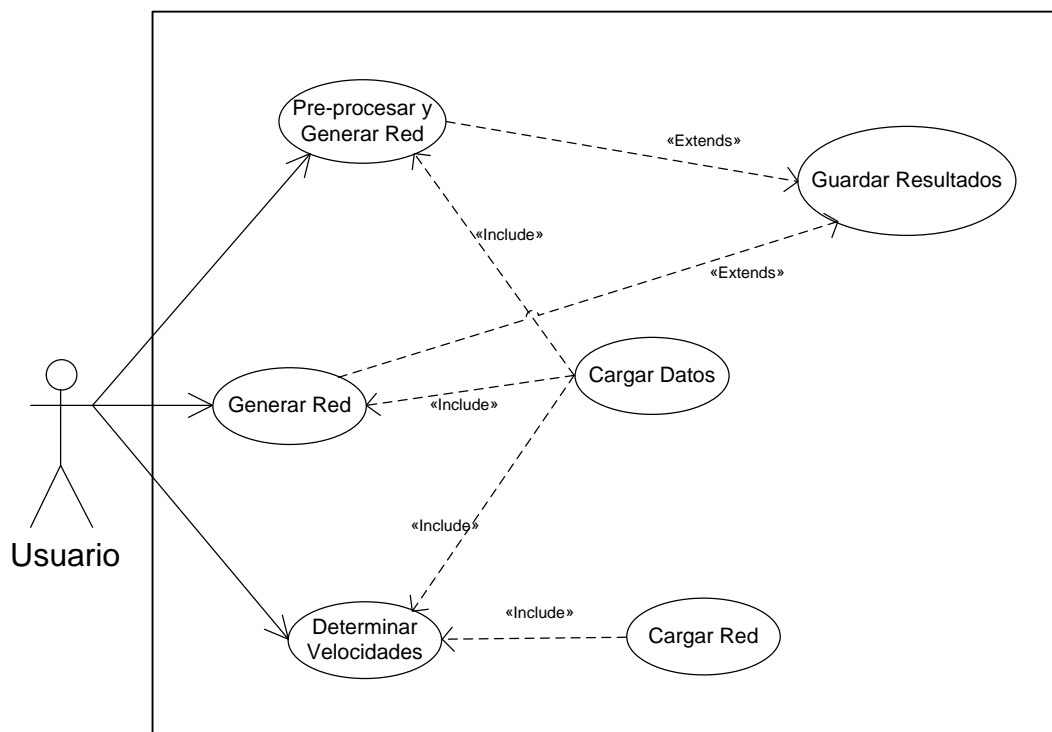 Pre-procesar y
Generar Red
«Extends»
Guardar Resultados
«Include»
«Extends»
Cargar Datos
Generar Red
«Include»
«Include»
Usuario
«Include»
Determinar
Velocidades
Cargar Red